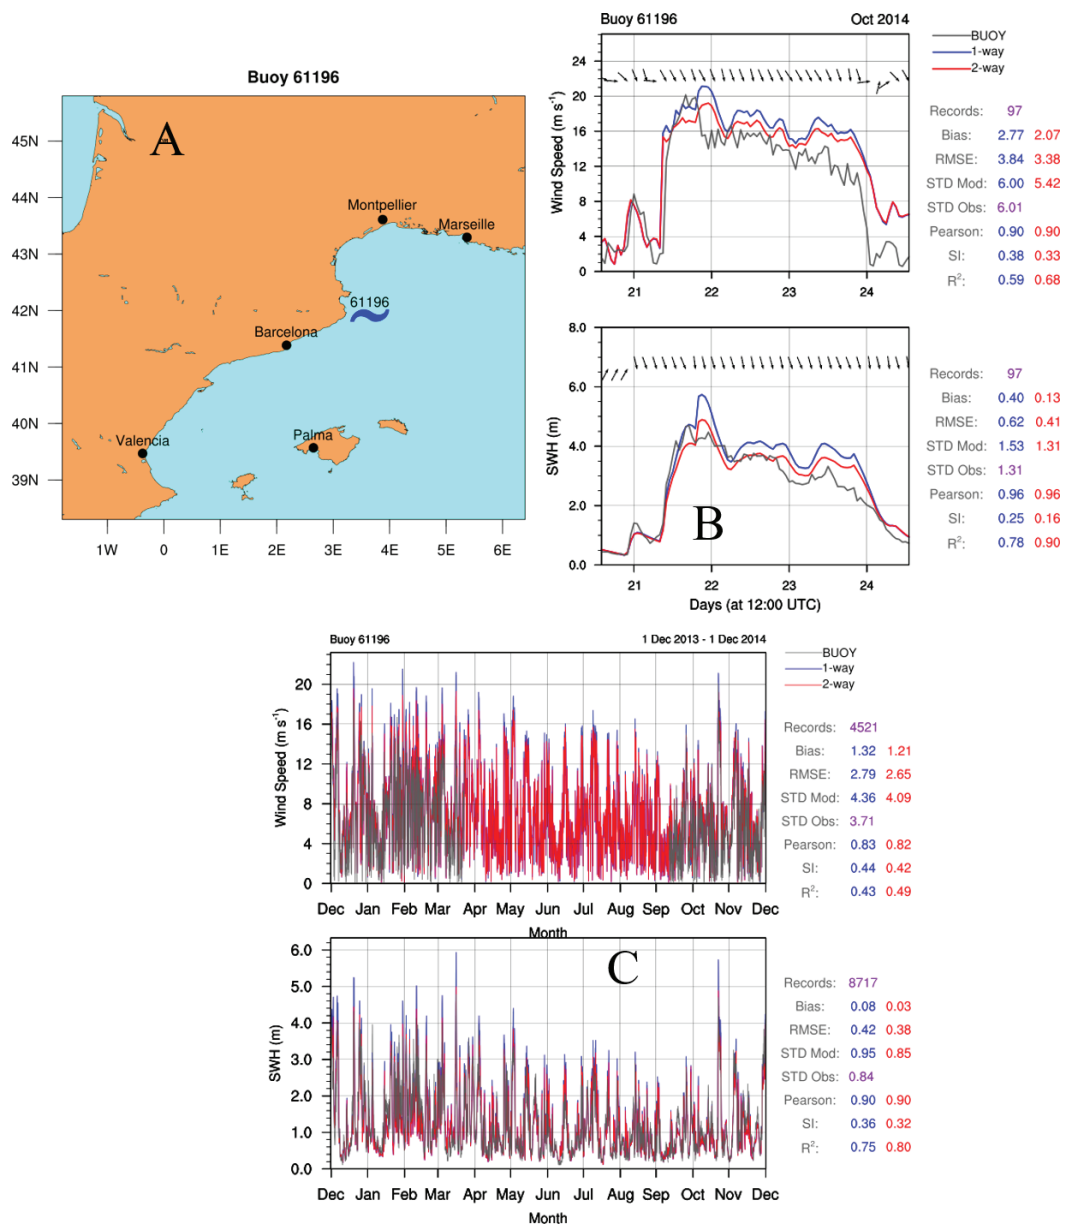 Buoy 61196
A
45N
44N
43N
42N
41N
40N
39N
Montpellier
Marseille
61196
Barcelona
Valencia
Palma
1W 0 1E 2E 3E 4E 5E 6E
Buoy 61196 Oct 2014
BUOY
1-way
2-way
Wind Speed (m s-1)
24
20
16
12
8
4
0
21 22 23 24
Records: 97
Bias: 2.77 2.07
RMSE: 3.84 3.38
STD Mod: 6.00 5.42
STD Obs: 6.01
Pearson: 0.90 0.90
SI: 0.38 0.33
R2: 0.59 0.68
SWH (m)
8.0
6.0
4.0
2.0
0.0
B
21 22 23 24
Days (at 12:00 UTC)
Records: 97
Bias: 0.40 0.13
RMSE: 0.62 0.41
STD Mod: 1.53 1.31
STD Obs: 1.31
Pearson: 0.96 0.96
SI: 0.25 0.16
R2: 0.78 0.90
Buoy 61196 1 Dec 2013 - 1 Dec 2014
BUOY
1-way
2-way
Wind Speed (m s-1)
20
16
12
8
4
0
Dec Jan Feb Mar Apr May Jun Jul Aug Sep Oct Nov Dec
Month
Records: 4521
Bias: 1.32 1.21
RMSE: 2.79 2.65
STD Mod: 4.36 4.09
STD Obs: 3.71
Pearson: 0.83 0.82
SI: 0.44 0.42
R2: 0.43 0.49
SWH (m)
6.0
5.0
4.0
3.0
2.0
1.0
0.0
C
Dec Jan Feb Mar Apr May Jun Jul Aug Sep Oct Nov Dec
Month
Records: 8717
Bias: 0.08 0.03
RMSE: 0.42 0.38
STD Mod: 0.95 0.85
STD Obs: 0.84
Pearson: 0.90 0.90
SI: 0.36 0.32
R2: 0.75 0.80